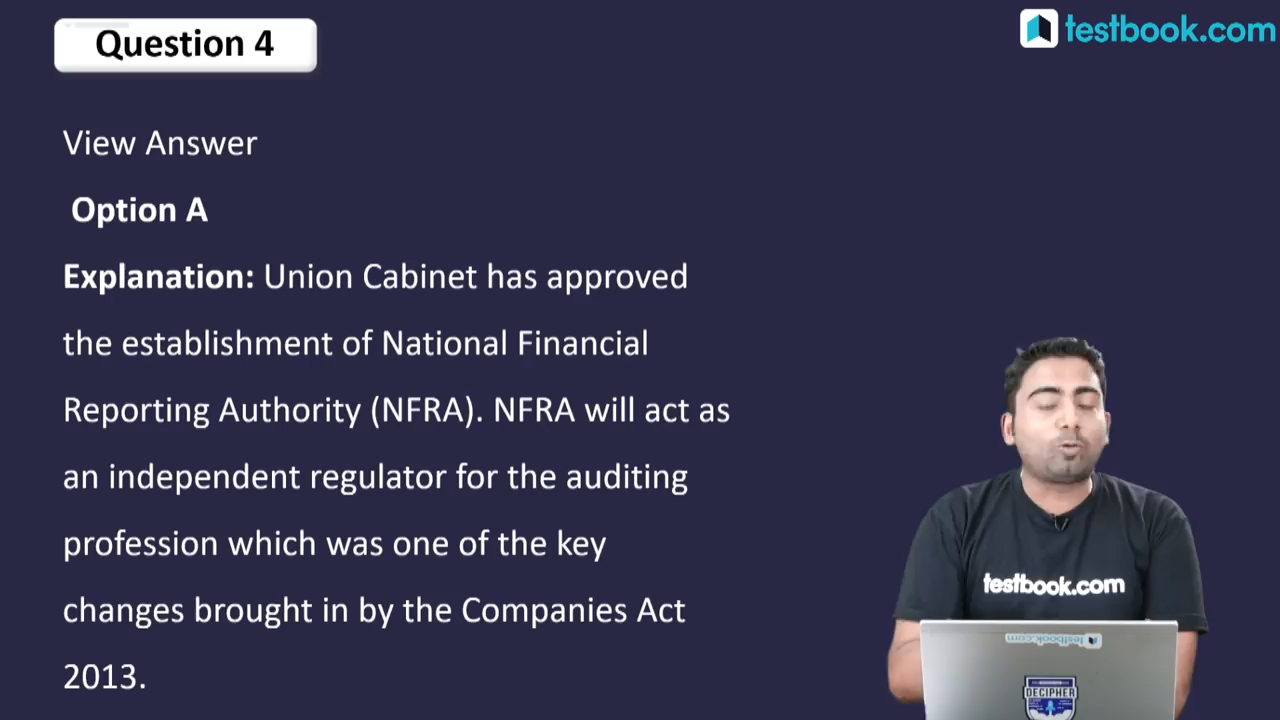 Question 4
testbook.com
View Answer
Option A
Explanation: Union Cabinet has approved
the establishment of National Financial
Reporting Authority (NFRA). NFRA will act as
an independent regulator for the auditing
profession which was one of the key
changes brought in by the Companies Act
2013.
testbook.com
testbook.com
DECIPHER